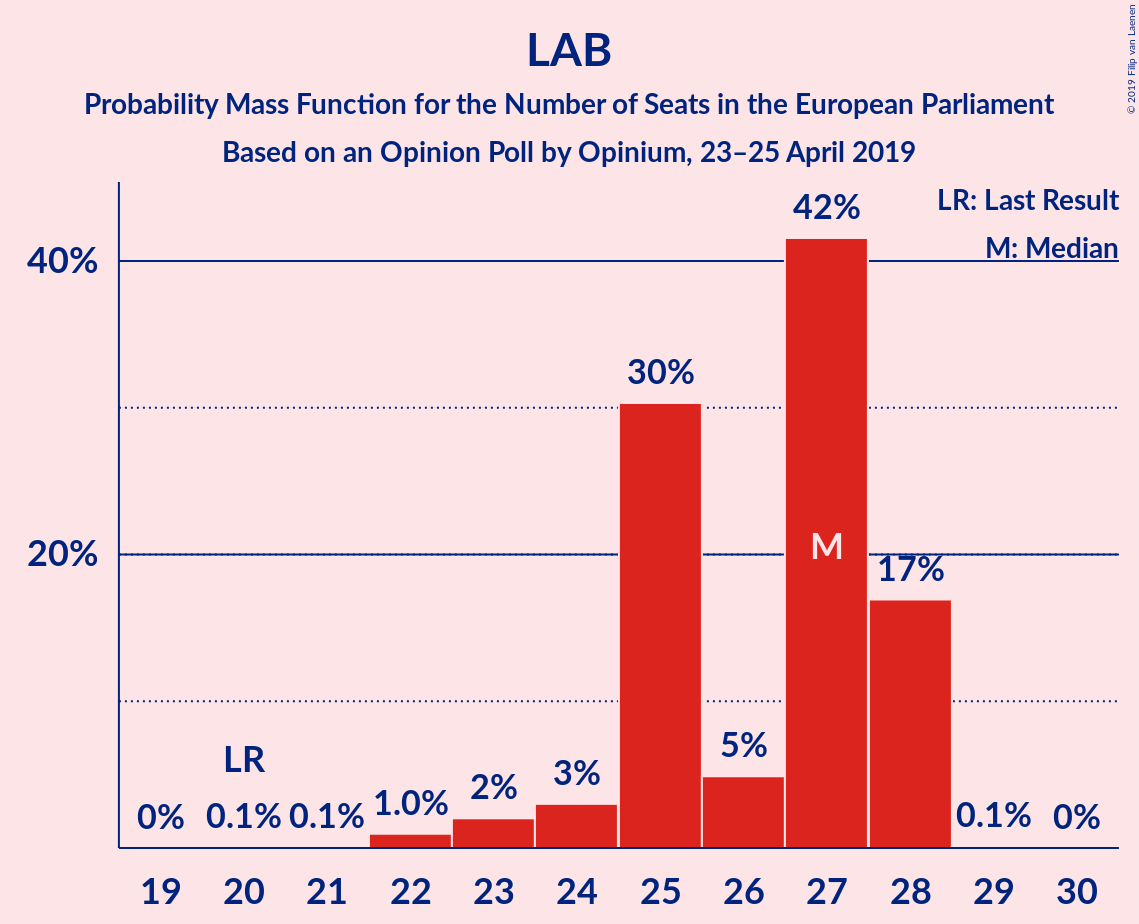 LAB
Probability Mass Function for the Number of Seats in the European Parliament
Based on an Opinion Poll by Opinium, 23–25 April 2019
© 2019 Filip van Laenen
LR: Last Result
M: Median
40%
20%
0%
LR
0.1%
0.1%
1.0%
2%
3%
30%
5%
42%
M
17%
0.1%
0%
19 20 21 22 23 24 25 26 27 28 29 30